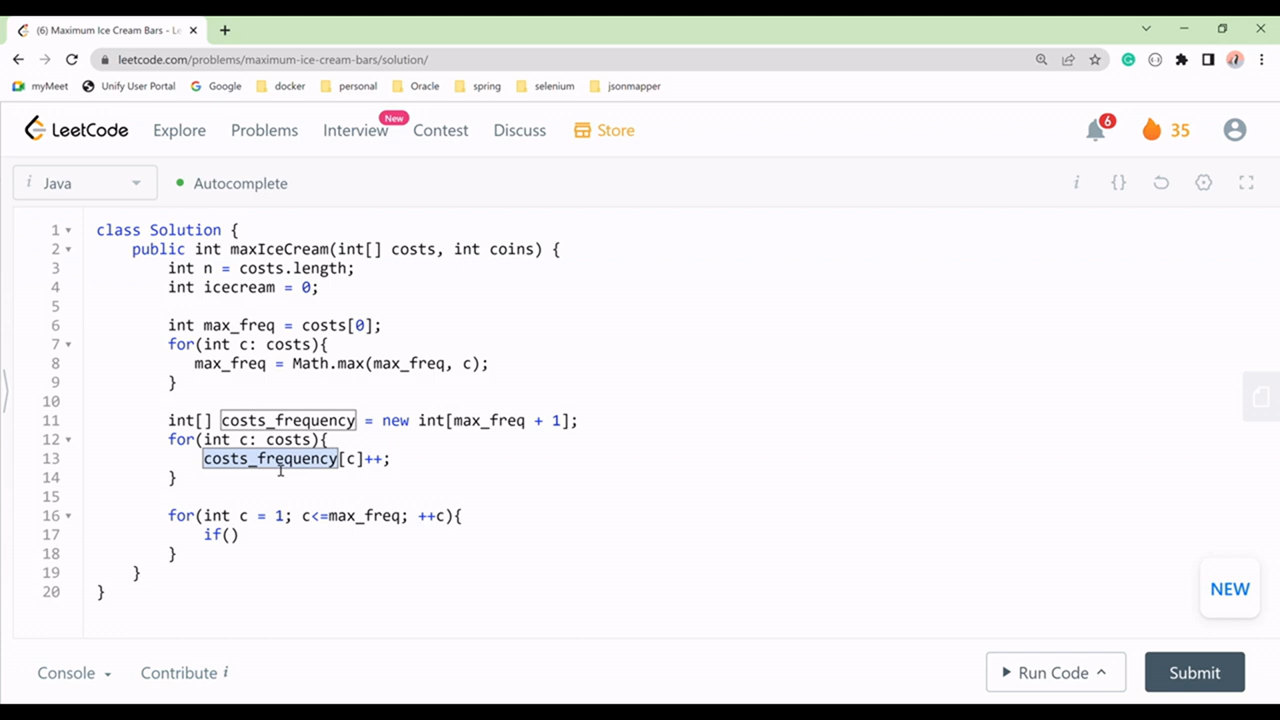 (6) Maximum Ice Cream Bars - Le
leetcode.com/problems/maximum-ice-cream-bars/solution/
myMeet Unify User Portal Google docker personal Oracle spring selenium jsonmapper
LeetCode Explore Problems Interview New Contest Discuss Store 6 35
i Java Autocomplete i {}
1 class Solution {
2 public int maxIceCream(int[] costs, int coins) {
3 int n = costs.length;
4 int icecream = 0;
5
6 int max_freq = costs[0];
7 for(int c: costs){
8 max_freq = Math.max(max_freq, c);
9 }
10
11 int[] costs_frequency = new int[max_freq + 1];
12 for(int c: costs){
13 costs_frequency[c]++;
14 }
15
16 for(int c = 1; c<=max_freq; ++c){
17 if()
18 }
19 }
20 }
NEW
Console Contribute i Run Code Submit